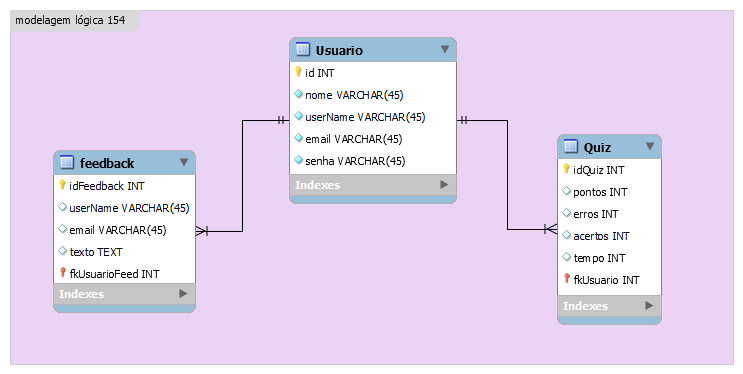 modelagem lógica 154
Usuario
id INT
nome VARCHAR(45)
userName VARCHAR(45)
email VARCHAR(45)
senha VARCHAR(45)
Indexes
feedback
idFeedback INT
userName VARCHAR(45)
email VARCHAR(45)
texto TEXT
fkUsuarioFeed INT
Indexes
Quiz
idQuiz INT
pontos INT
erros INT
acertos INT
tempo INT
fkUsuario INT
Indexes